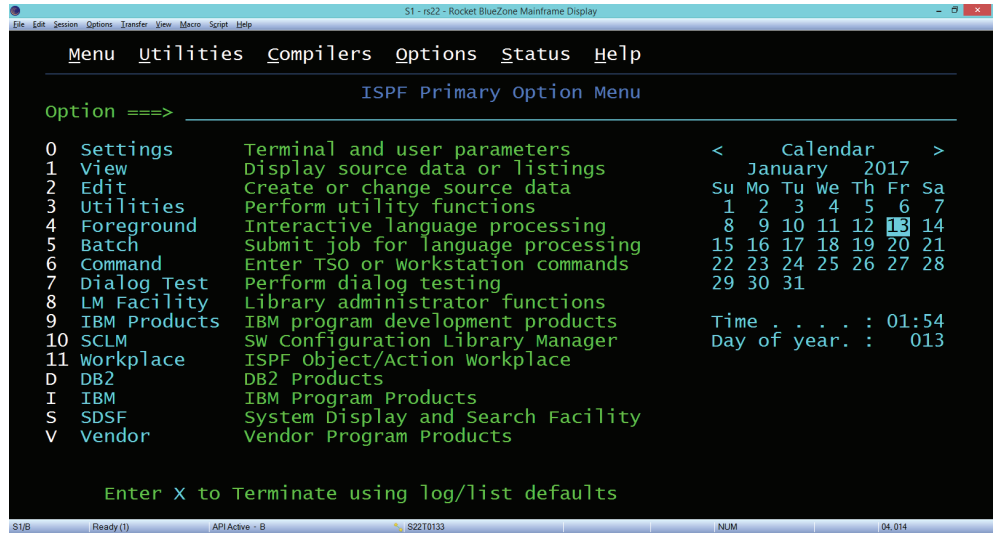 S1 - rs22 - Rocket BlueZone Mainframe Display
File Edit Session Options Transfer View Macro Script Help
Menu Utilities Compilers Options Status Help
ISPF Primary Option Menu
Option ===>
0 Settings Terminal and user parameters < Calendar >
1 View Display source data or listings January 2017
2 Edit Create or change source data Su Mo Tu We Th Fr Sa
3 Utilities Perform utility functions 1 2 3 4 5 6 7
4 Foreground Interactive language processing 8 9 10 11 12 13 14
5 Batch Submit job for language processing 15 16 17 18 19 20 21
6 Command Enter TSO or Workstation commands 22 23 24 25 26 27 28
7 Dialog Test Perform dialog testing 29 30 31
8 LM Facility Library administrator functions
9 IBM Products IBM program development products Time . . . . : 01:54
10 SCLM SW Configuration Library Manager Day of year. : 013
11 Workplace ISPF Object/Action Workplace
D DB2 DB2 Products
I IBM IBM Program Products
S SDSF System Display and Search Facility
V Vendor Vendor Program Products
Enter X to Terminate using log/list defaults
S1/B Ready (1) API Active - B S22T0133 NUM 04,014